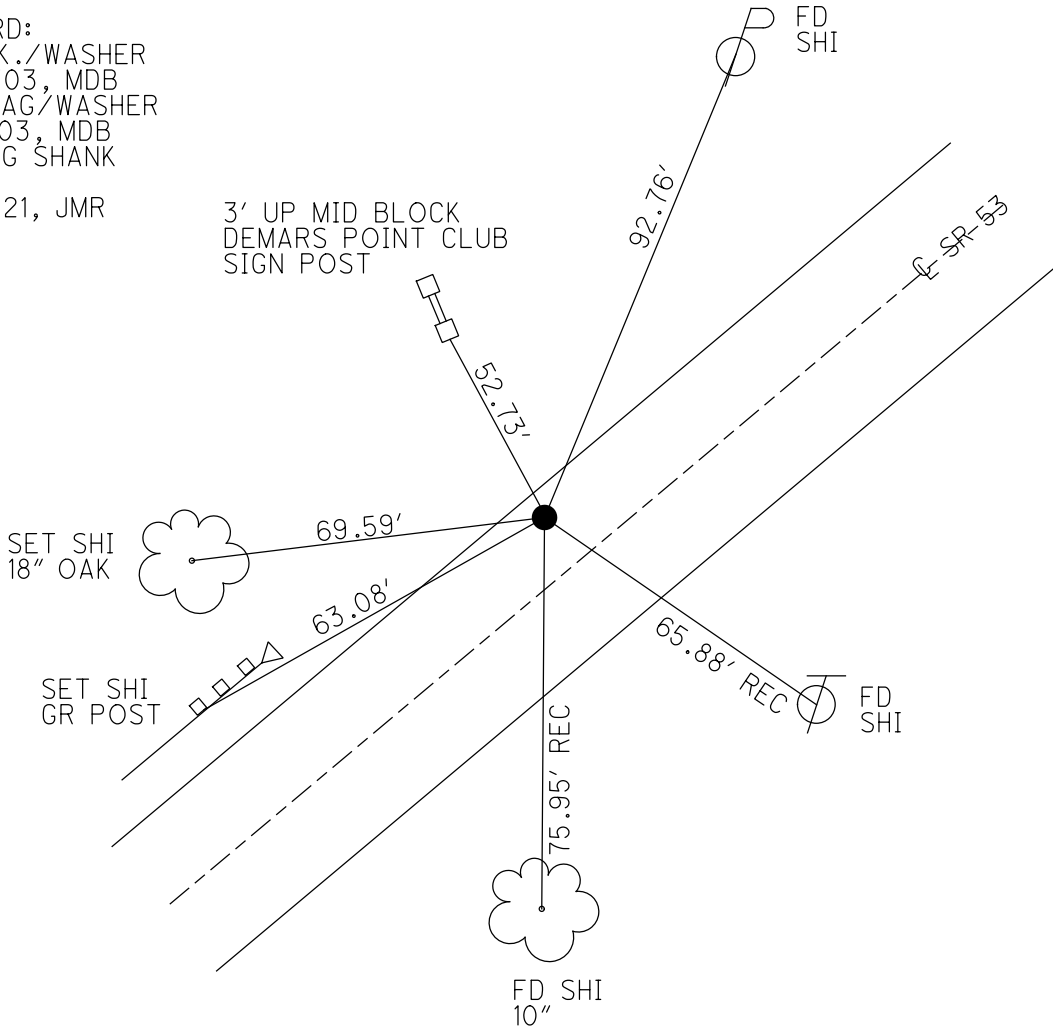 RD:
K./WASHER
03, MDB
AG/WASHER
03, MDB
G SHANK
21, JMR
FD
SHI
92.76'
3' UP MID BLOCK
DEMARS POINT CLUB
SIGN POST
℄ SR 53
52.73'
SET SHI
18" OAK
69.59'
63.08'
SET SHI
GR POST
65.88' REC
FD
SHI
75.95' REC
FD SHI
10"